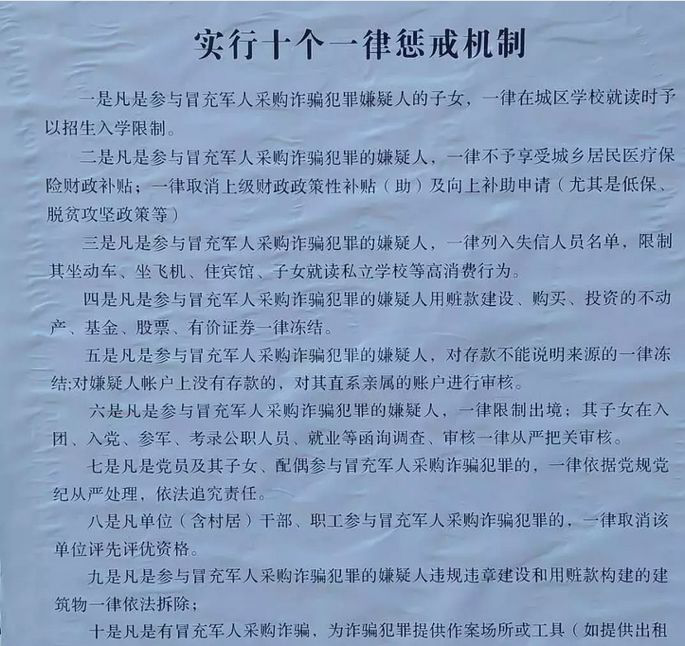 实行十个一律惩戒机制
一是凡是参与冒充军人采购诈骗犯罪嫌疑人的子女，一律在城区学校就读时予
以招生入学限制。
二是凡是参与冒充军人采购诈骗犯罪的嫌疑人，一律不予享受城乡居民医疗保
险财政补贴；一律取消上级财政政策性补贴（助）及向上补助申请（尤其是低保、
脱贫攻坚政策等）
三是凡是参与冒充军人采购诈骗犯罪的嫌疑人，一律列入失信人员名单，限制
其坐动车、坐飞机、住宾馆、子女就读私立学校等高消费行为。
四是凡是参与冒充军人采购诈骗犯罪的嫌疑人用赃款建设、购买、投资的不动
产、基金、股票、有价证券一律冻结。
五是凡是参与冒充军人采购诈骗犯罪的嫌疑人，对存款不能说明来源的一律冻
结;对嫌疑人帐户上没有存款的，对其直系亲属的账户进行审核。
六是凡是参与冒充军人采购诈骗犯罪的嫌疑人，一律限制出境；其子女在入
团、入党、参军、考录公职人员、就业等函询调查、审核一律从严把关审核。
七是凡是党员及其子女、配偶参与冒充军人采购诈骗犯罪的，一律依据党规党
纪从严处理，依法追究责任。
八是凡单位（含村居）干部、职工参与冒充军人采购诈骗犯罪的，一律取消该
单位评先评优资格。
九是凡是参与冒充军人采购诈骗犯罪的嫌疑人违规违章建设和用赃款构建的建
筑物一律依法拆除；
十是凡是有冒充军人采购诈骗，为诈骗犯罪提供作案场所或工具（如提供出租